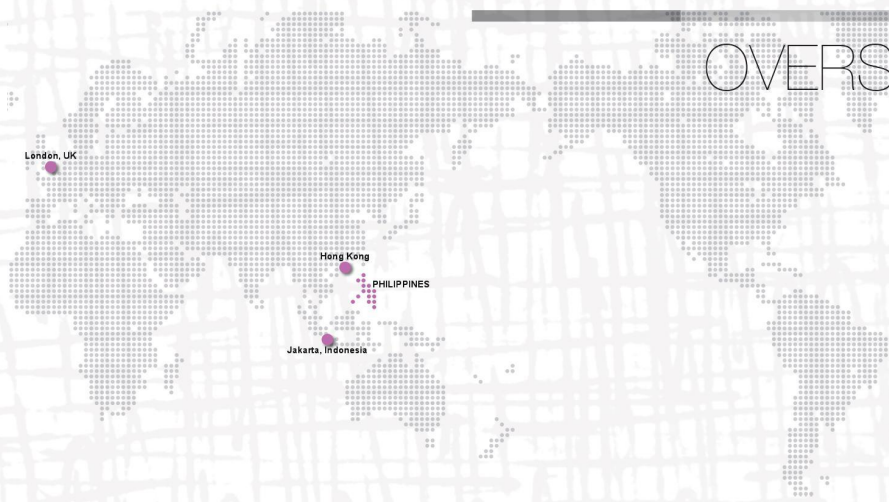 OVERS
London, UK
Hong Kong
PHILIPPINES
Jakarta, Indonesia